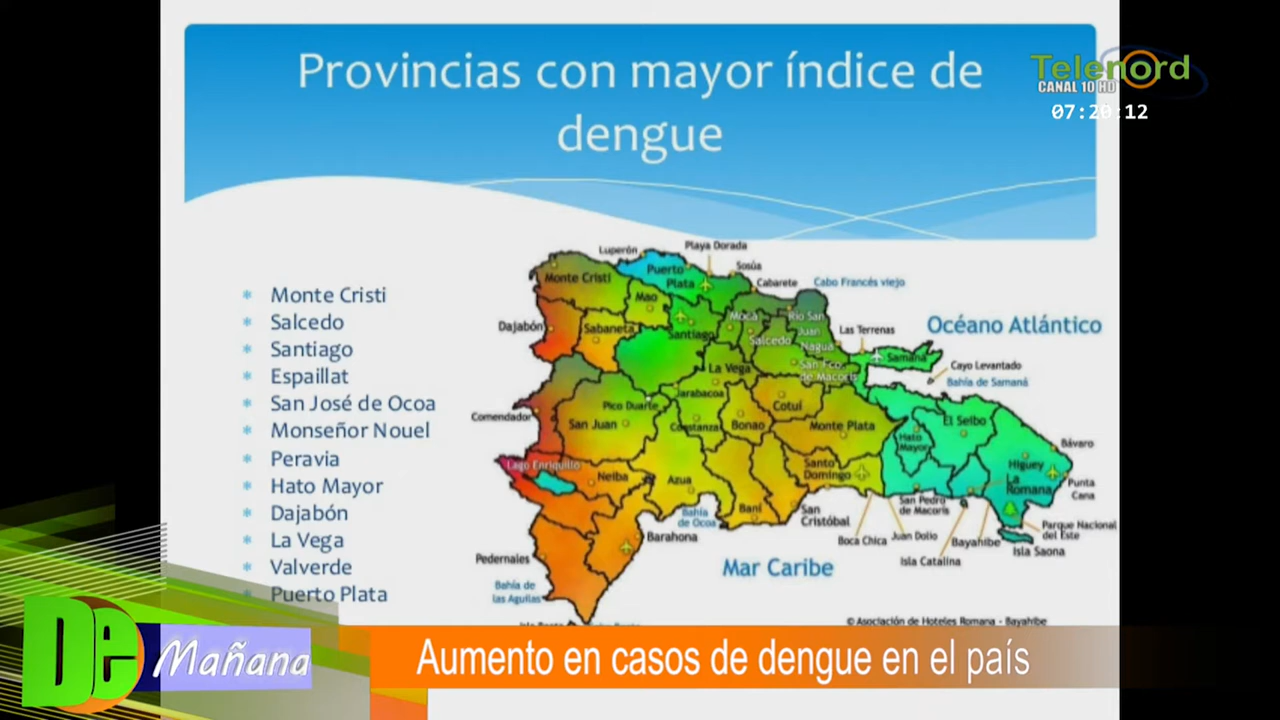 Provincias con mayor índice de
dengue
Telenord
CANAL 10 HD
07:20:12
Monte Cristi
Salcedo
Santiago
Espaillat
San José de Ocoa
Monseñor Nouel
Peravia
Hato Mayor
Dajabón
La Vega
Valverde
Puerto Plata
Luperón
Playa Dorada
Sosúa
Cabarete
Cabo Francés viejo
Monte Cristi
Puerto
Plata
Mao
Dajabón
Sabaneta
Santiago
Moca
Salcedo
Río San
Juan
Nagua
San Fco.
de Macorís
Las Terrenas
Samaná
Océano Atlántico
Cayo Levantado
Bahía de Samaná
La Vega
Jarabacoa
Pico Duarte
Constanza
Comendador
San Juan
Bonao
Cotuí
Monte Plata
Hato
Mayor
El Seibo
Bávaro
Higuey
Punta
Cana
La
Romana
Lago Enriquillo
Neiba
Azua
Santo
Domingo
San Pedro
de Macorís
Bahía
de Ocoa
Baní
San
Cristóbal
Barahona
Boca Chica
Juan Dolio
Isla Catalina
Bayahibe
Parque Nacional
del Este
Isla Saona
Pedernales
Bahía de
las Aguilas
Mar Caribe
© Asociación de Hoteles Romana - Bayahibe
De
Mañana
Aumento en casos de dengue en el país